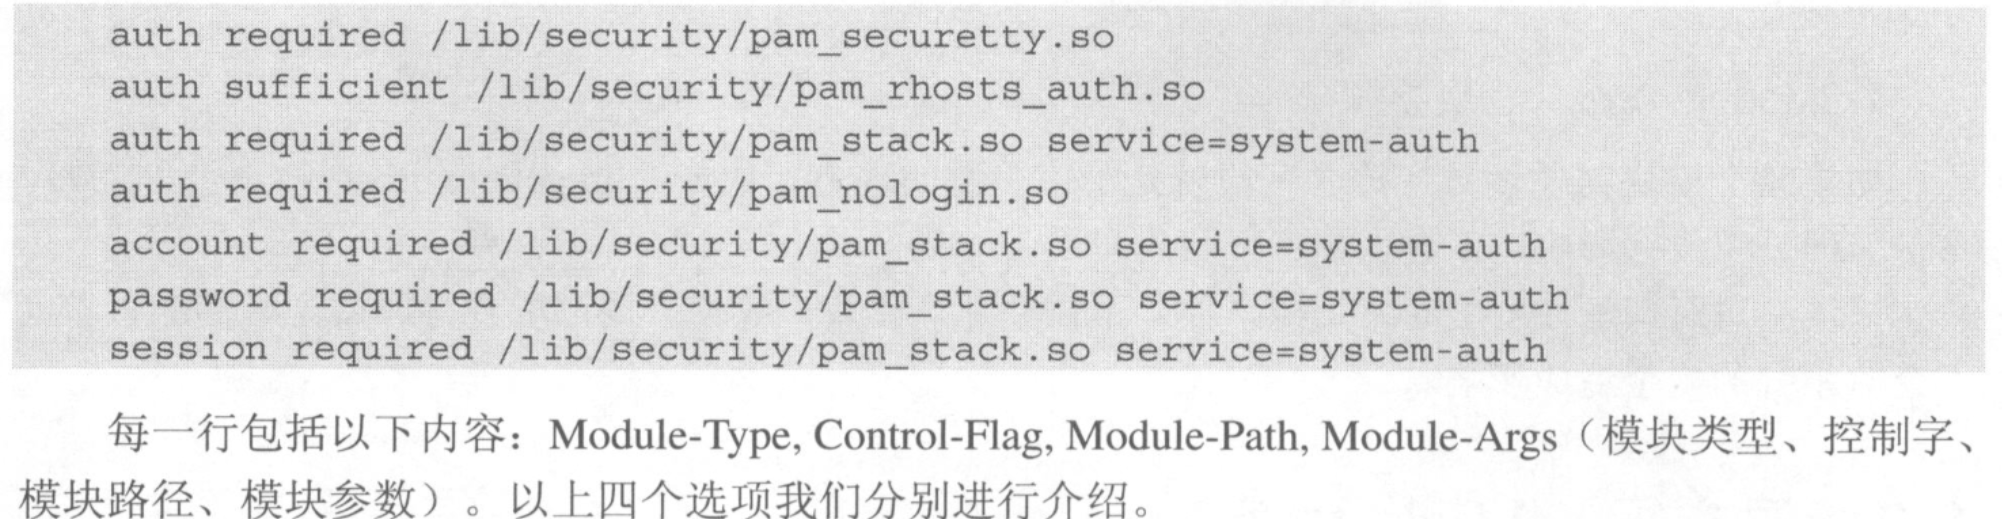 auth required /lib/security/pam_securetty.so
auth sufficient /lib/security/pam_rhosts_auth.so
auth required /lib/security/pam_stack.so service=system-auth
auth required /lib/security/pam_nologin.so
account required /lib/security/pam_stack.so service=system-auth
password required /lib/security/pam_stack.so service=system-auth
session required /lib/security/pam_stack.so service=system-auth
每一行包括以下内容：Module-Type, Control-Flag, Module-Path, Module-Args（模块类型、控制字、
模块路径、模块参数）。以上四个选项我们分别进行介绍。